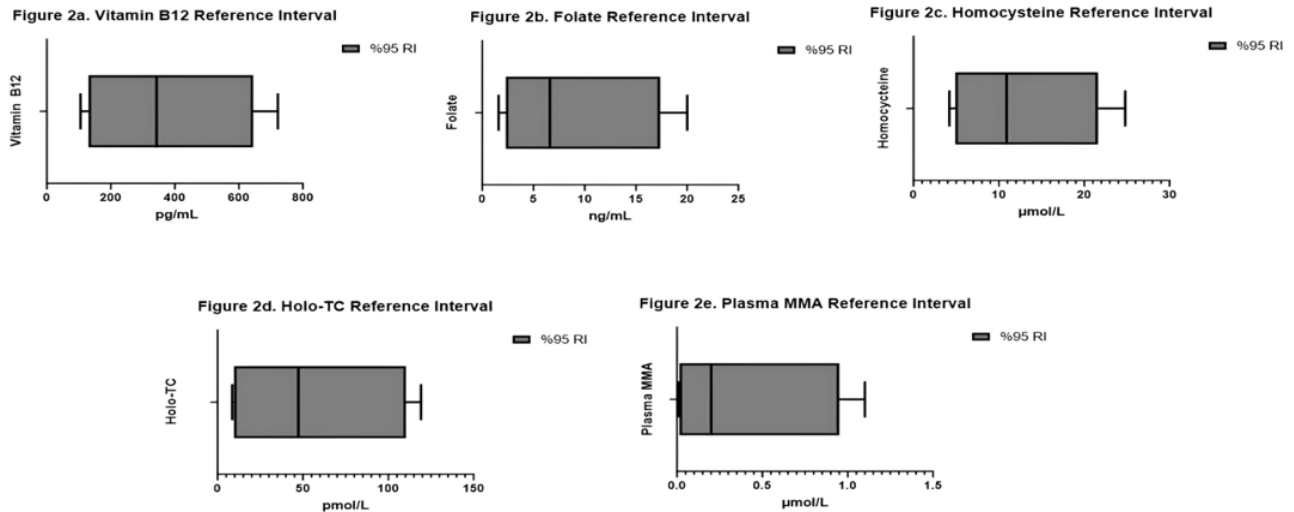 Figure 2a. Vitamin B12 Reference Interval
%95 RI
Vitamin B12
0 200 400 600 800
pg/mL
Figure 2b. Folate Reference Interval
%95 RI
Folate
0 5 10 15 20 25
ng/mL
Figure 2c. Homocysteine Reference Interval
%95 RI
Homocycteine
0 10 20 30
µmol/L
Figure 2d. Holo-TC Reference Interval
%95 RI
Holo-TC
0 50 100 150
pmol/L
Figure 2e. Plasma MMA Reference Interval
%95 RI
Plasma MMA
0.0 0.5 1.0 1.5
µmol/L